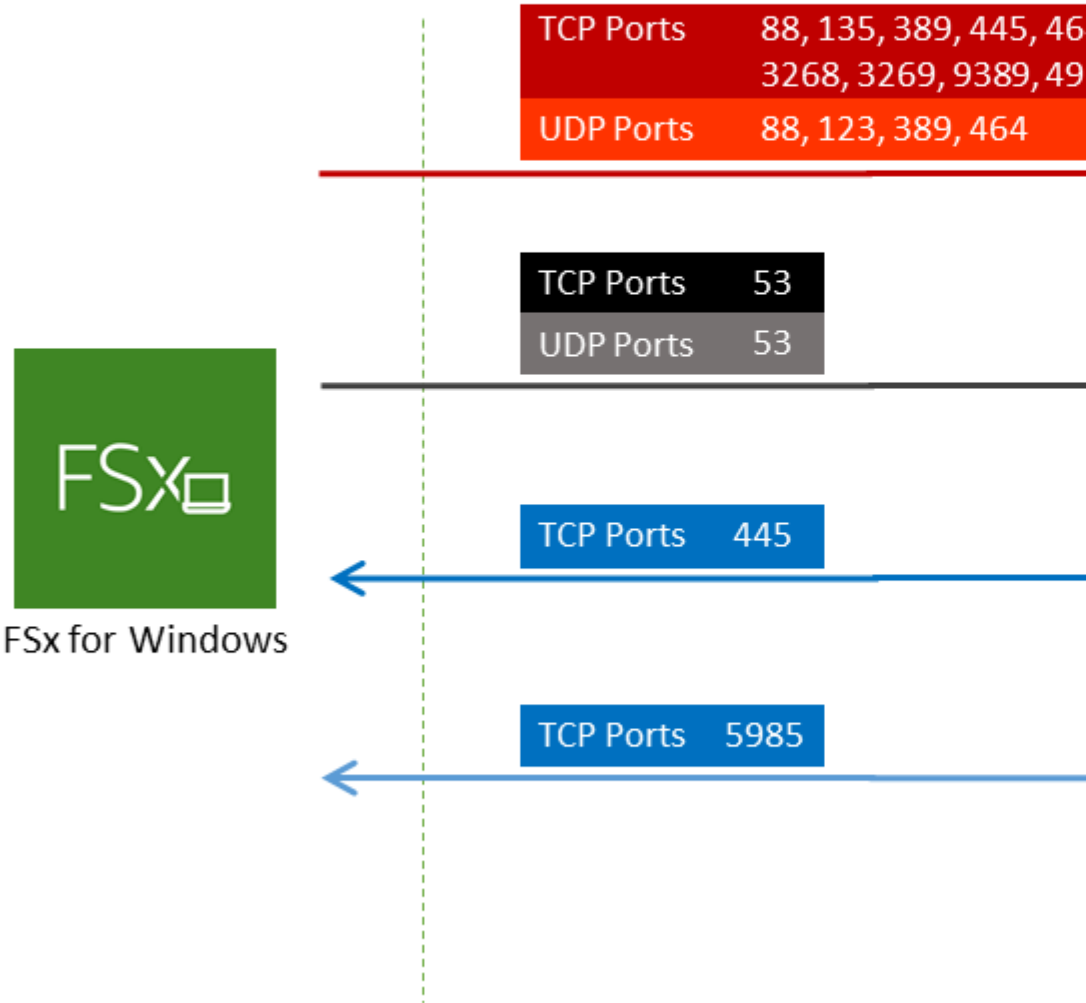 TCP Ports 88, 135, 389, 445,
3268, 3269, 9389,
UDP Ports 88, 123, 389, 464
TCP Ports 53
UDP Ports 53
FSx
TCP Ports 445
FSx for Windows
TCP Ports 5985